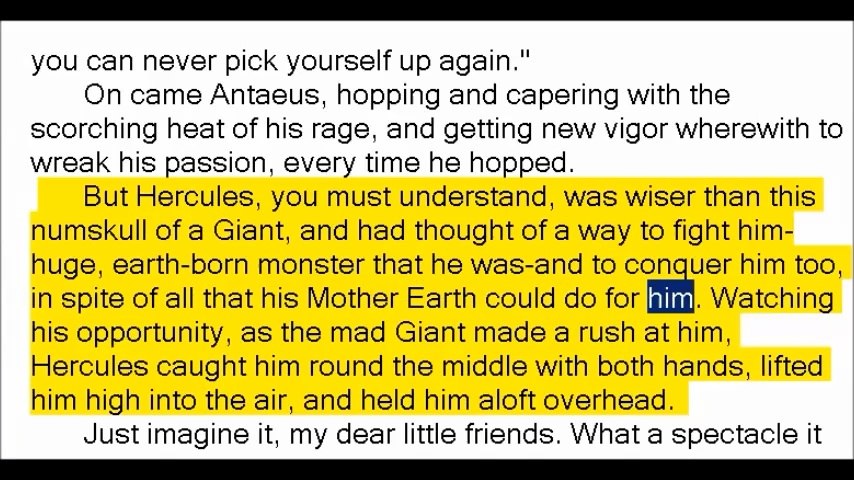 you can never pick yourself up again."
On came Antaeus, hopping and capering with the
scorching heat of his rage, and getting new vigor wherewith to
wreak his passion, every time he hopped.
But Hercules, you must understand, was wiser than this
numskull of a Giant, and had thought of a way to fight him-
huge, earth-born monster that he was-and to conquer him too,
in spite of all that his Mother Earth could do for him. Watching
his opportunity, as the mad Giant made a rush at him,
Hercules caught him round the middle with both hands, lifted
him high into the air, and held him aloft overhead.
Just imagine it, my dear little friends. What a spectacle it